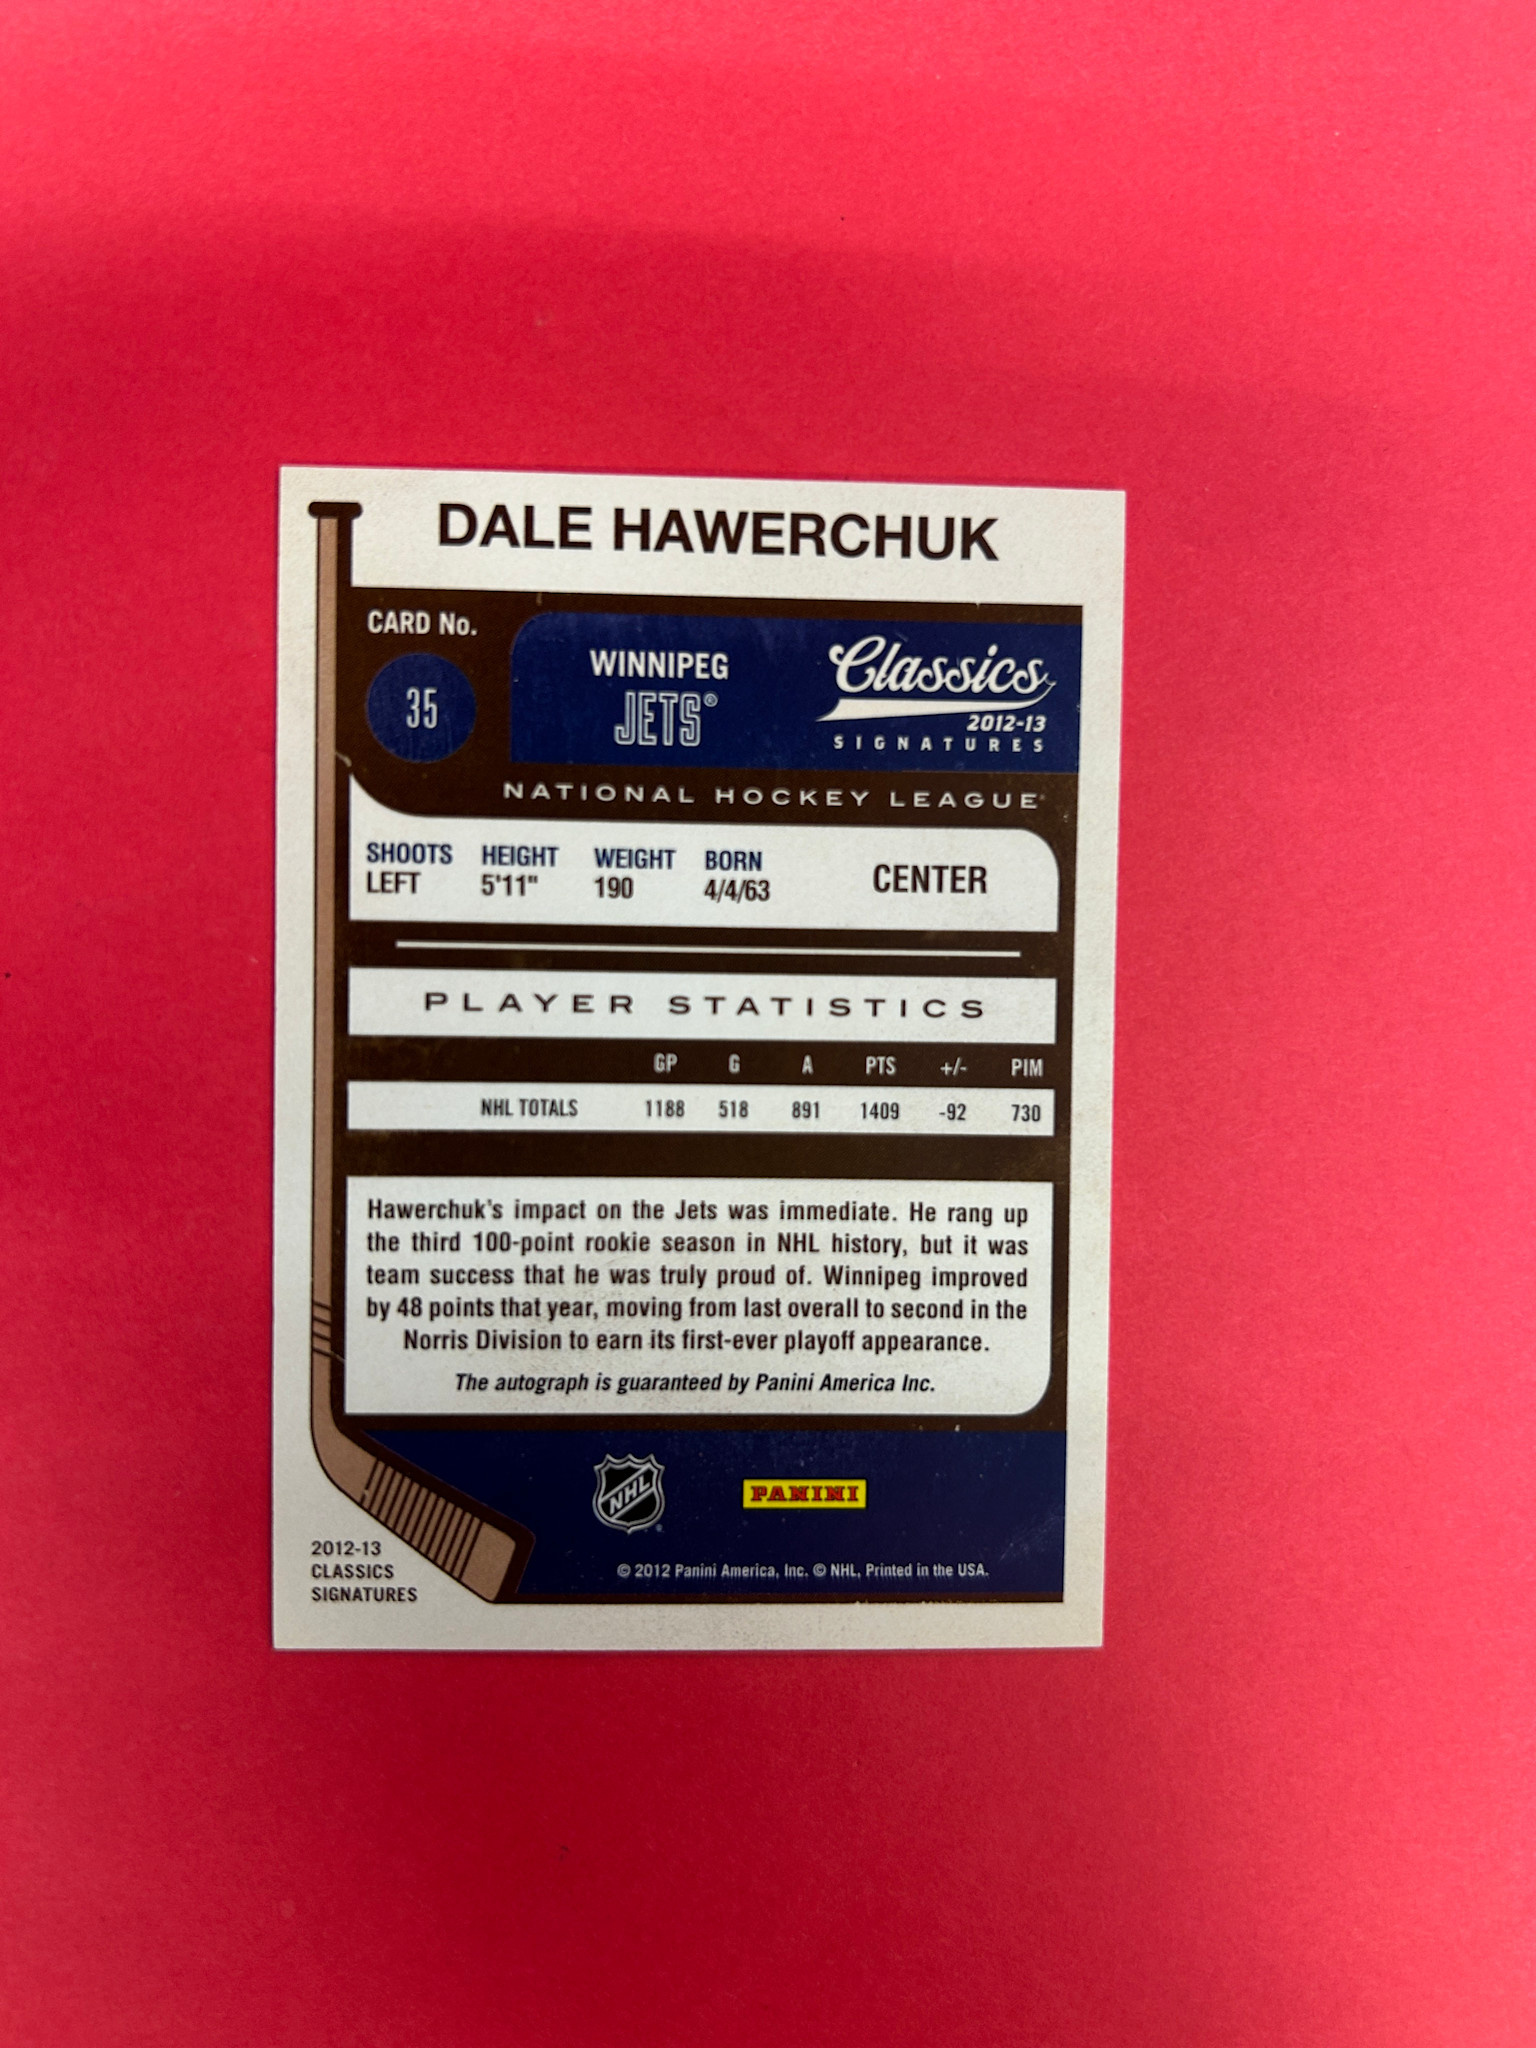 DALE HAWERCHUK
CARD No.
35
WINNIPEG
JETS®
Classics
2012-13
SIGNATURES
NATIONAL HOCKEY LEAGUE
SHOOTS HEIGHT WEIGHT BORN
LEFT 5'11" 190 4/4/63
CENTER
PLAYER STATISTICS
GP G A PTS +/- PIM
NHL TOTALS 1188 518 891 1409 -92 730
Hawerchuk's impact on the Jets was immediate. He rang up
the third 100-point rookie season in NHL history, but it was
team success that he was truly proud of. Winnipeg improved
by 48 points that year, moving from last overall to second in the
Norris Division to earn its first-ever playoff appearance.
The autograph is guaranteed by Panini America Inc.
NHL
PANINI
© 2012 Panini America, Inc. © NHL. Printed in the USA.
2012-13
CLASSICS
SIGNATURES